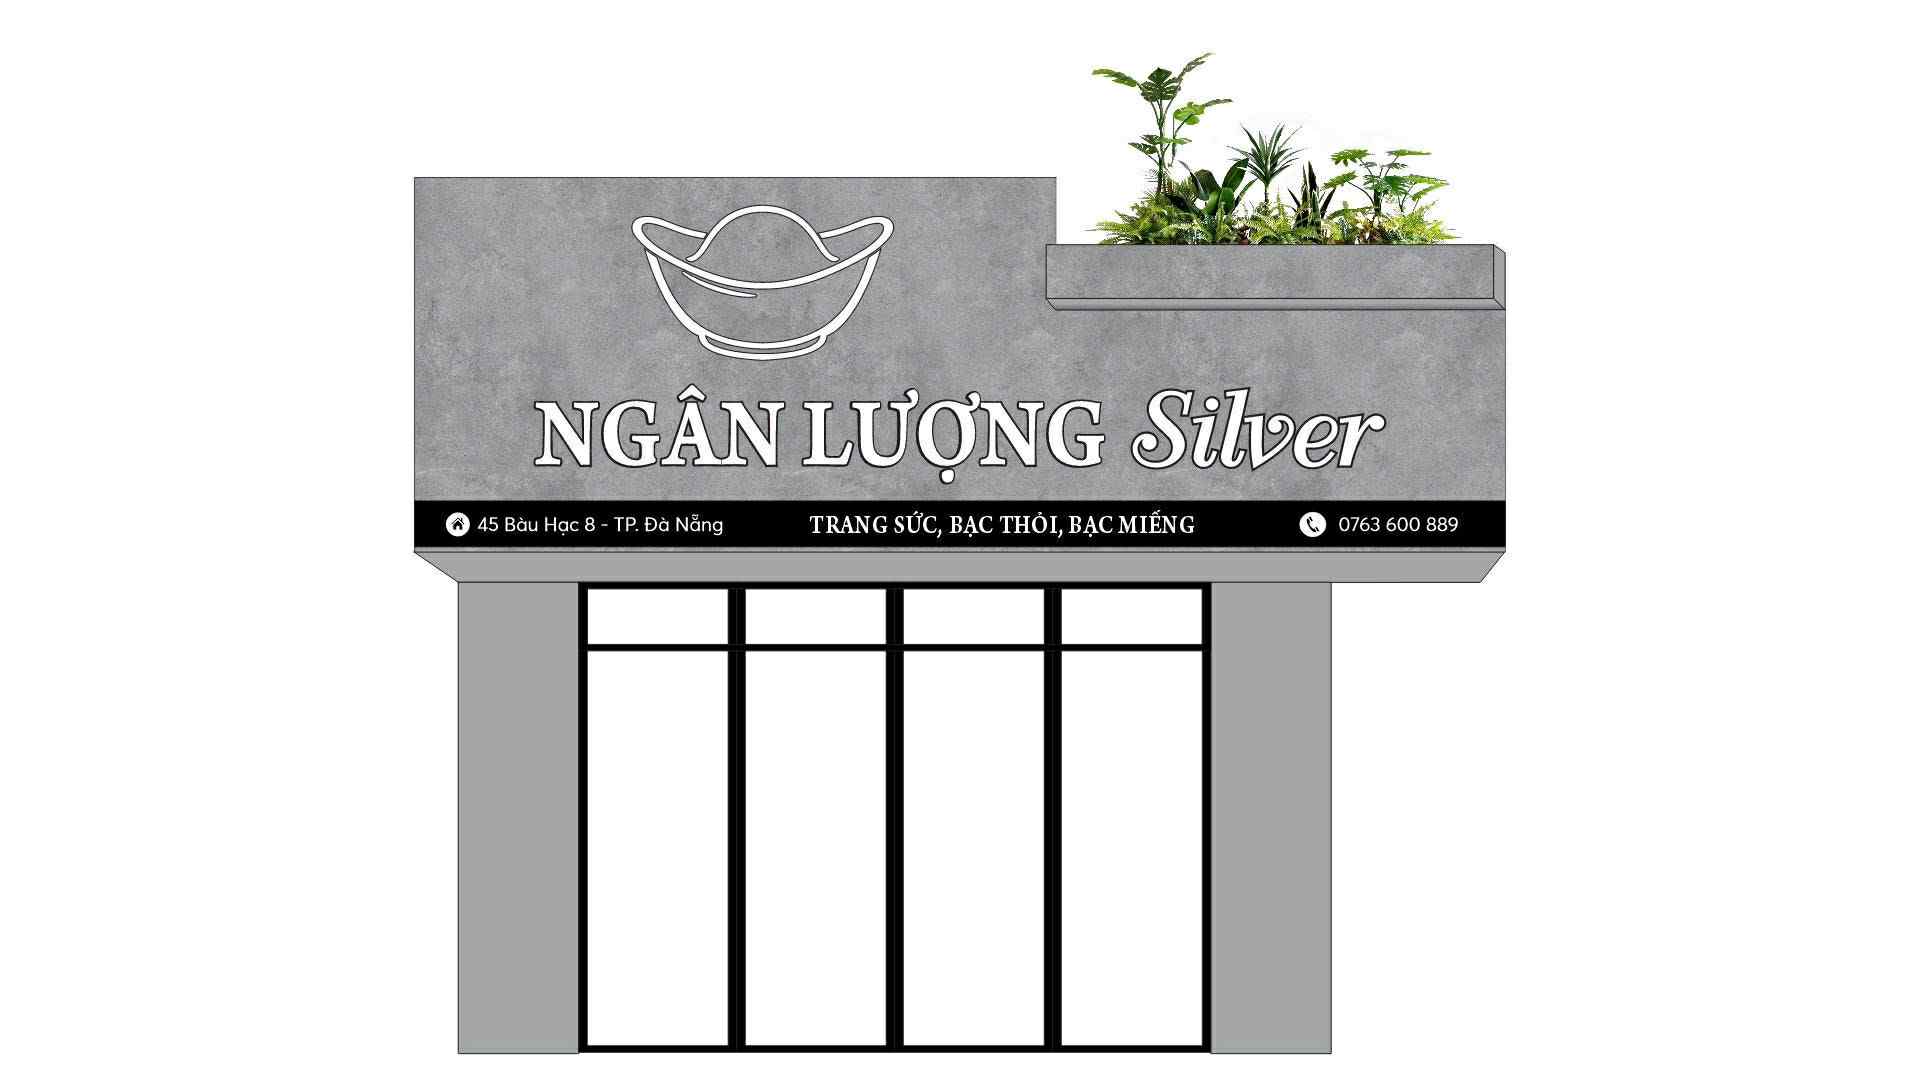 NGÂN LƯỢNG Silver
45 Bàu Hạc 8 - TP. Đà Nẵng
TRANG SỨC, BẠC THỎI, BẠC MIẾNG
0763 600 889